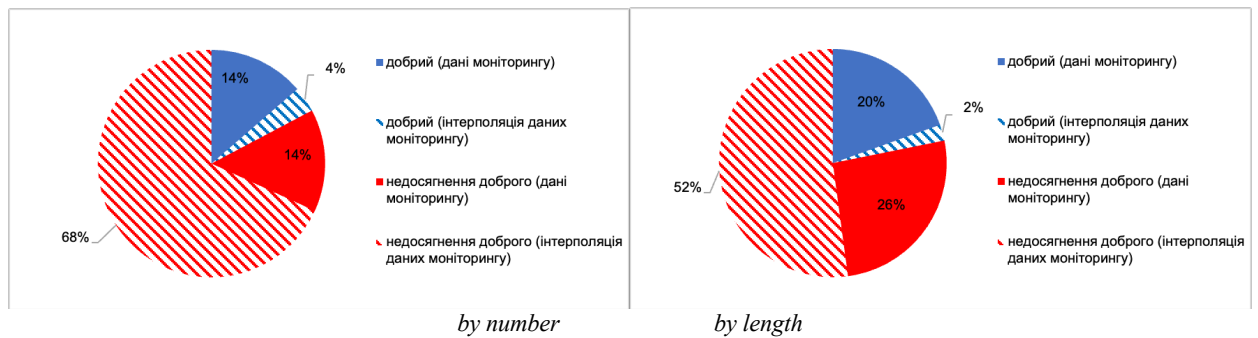 14%
4%
14%
68%
добрий (дані моніторингу)
добрий (інтерполяція даних
моніторингу)
недосягнення доброго (дані
моніторингу)
недосягнення доброго (інтерполяція
даних моніторингу)
20%
2%
26%
52%
добрий (дані моніторингу)
добрий (інтерполяція даних
моніторингу)
недосягнення доброго (дані
моніторингу)
недосягнення доброго (інтерполяція
даних моніторингу)
by number by length